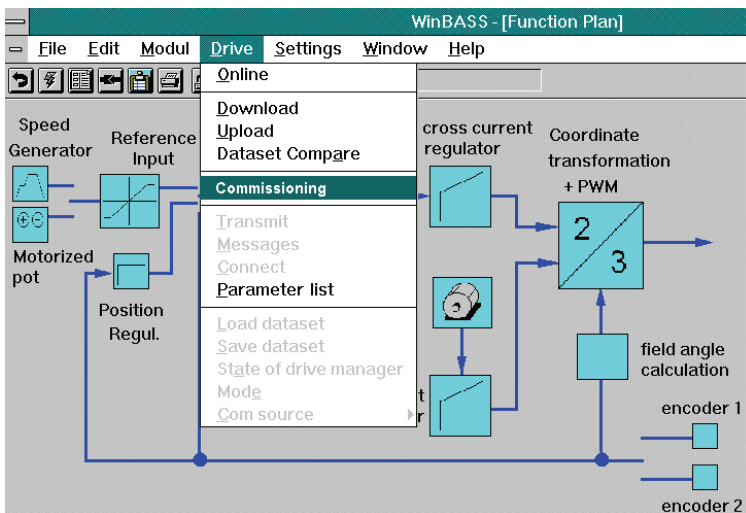 WinBASS - [Function Plan]
File Edit Modul Drive Settings Window Help
Online
Download
Upload
Dataset Compare
Commissioning
Transmit
Messages
Connect
Parameter list
Load dataset
Save dataset
State of drive manager
Mode
Com source
Speed
Generator
Reference
Input
Motorized
pot
Position
Regul.
cross current
regulator
Coordinate
transformation
+ PWM
2
3
t
r
field angle
calculation
encoder 1
encoder 2